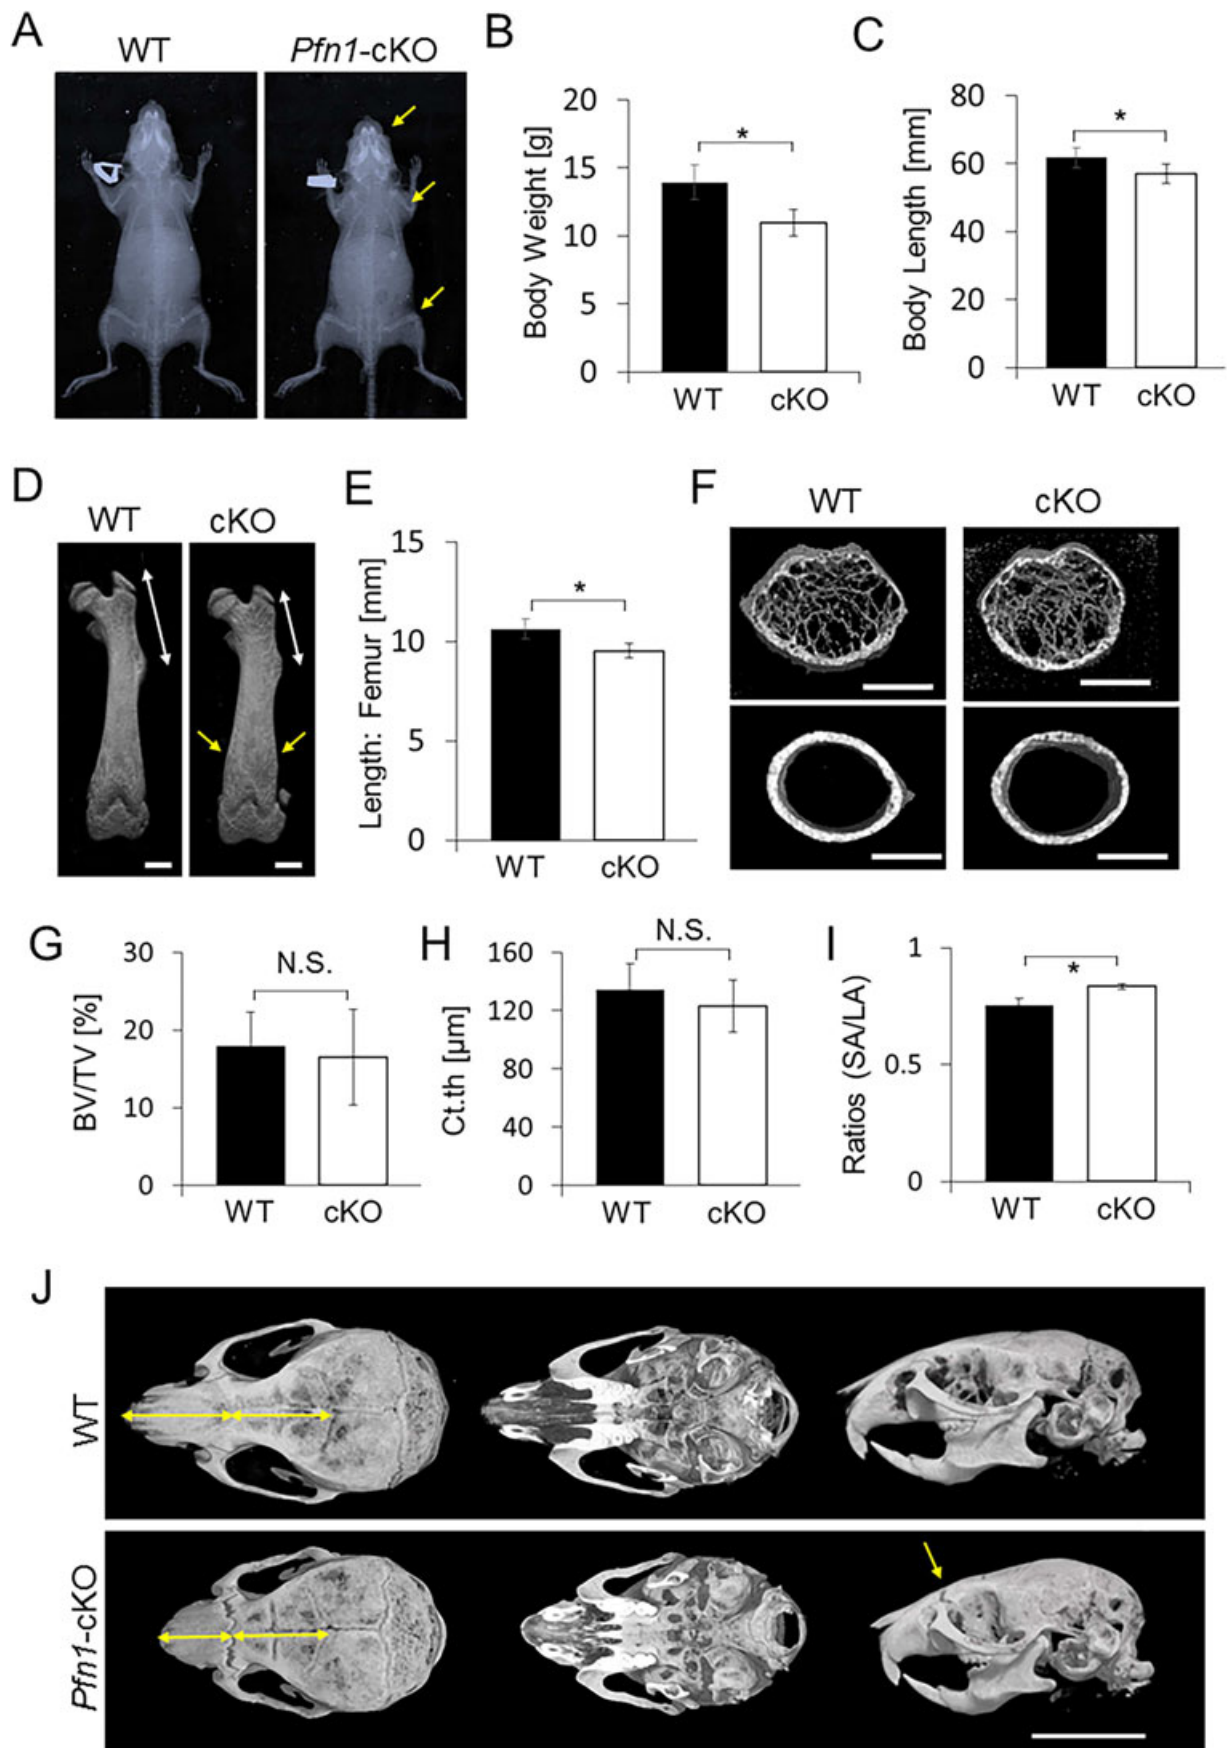 A
WT
Pfn1-cKO
B
Body Weight [g]
20
15
10
5
0
*
WT
cKO
C
Body Length [mm]
80
60
40
20
0
*
WT
cKO
D
WT
cKO
E
Length: Femur [mm]
15
10
5
0
*
WT
cKO
F
WT
cKO
G
BV/TV [%]
30
20
10
0
N.S.
WT
cKO
H
Ct.th [µm]
160
120
80
40
0
N.S.
WT
cKO
I
Ratios (SA/LA)
1
0.5
0
*
WT
cKO
J
WT
Pfn1-cKO